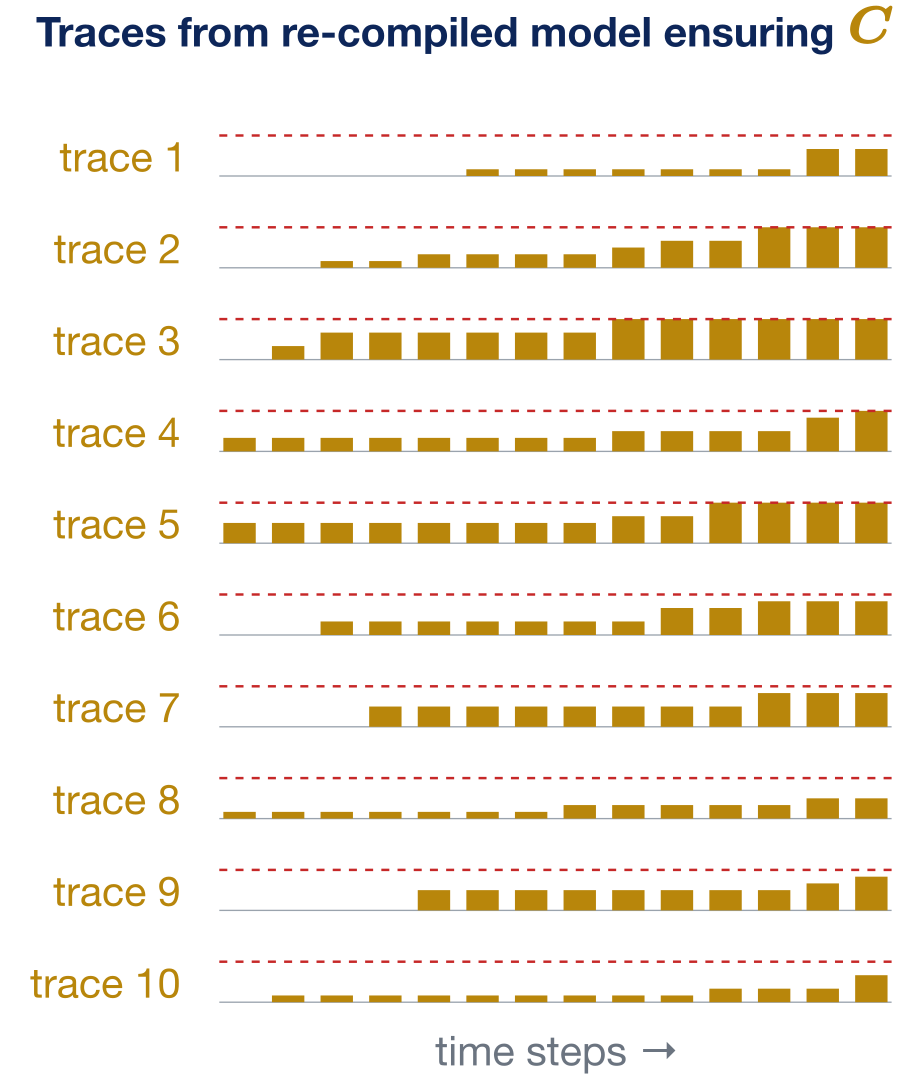 Traces from re-compiled model ensuring C
trace 1
trace 2
trace 3
trace 4
trace 5
trace 6
trace 7
trace 8
trace 9
trace 10
time steps →